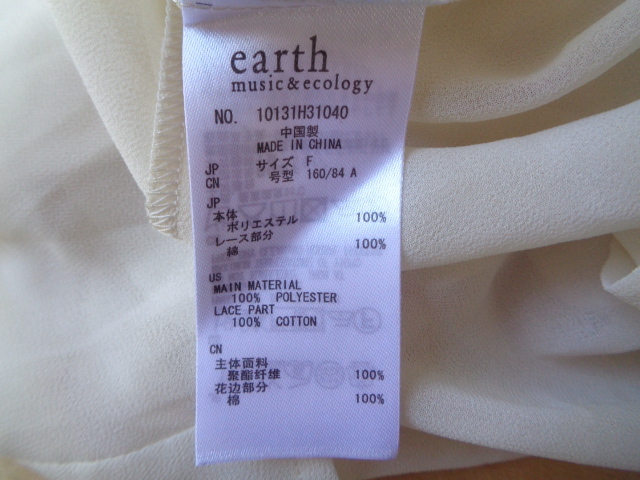 earth
music&ecology
NO. 10131H31040
中国製
MADE IN CHINA
JP サイズ F
CN 号型 160/84 A
JP
本体
ポリエステル 100%
レース部分
綿 100%
US
MAIN MATERIAL
100% POLYESTER
LACE PART
100% COTTON
CN
主体面料
聚酯纤维 100%
花边部分
棉 100%